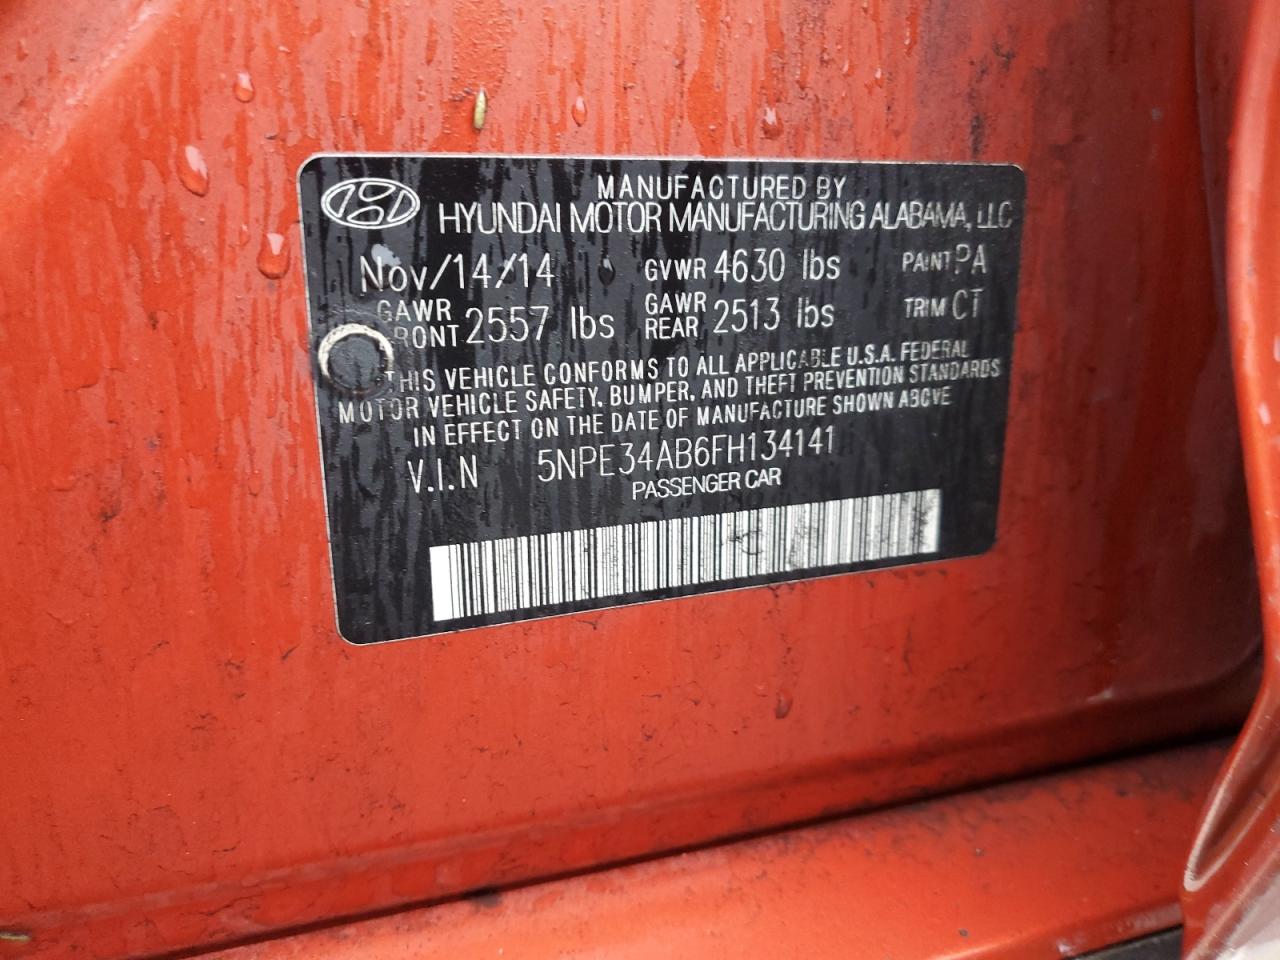 MANUFACTURED BY
HYUNDAI MOTOR MANUFACTURING ALABAMA, LLC
Nov/14/14 GVWR 4630 lbs PAINT PA
GAWR FRONT 2557 lbs GAWR REAR 2513 lbs TRIM CT
THIS VEHICLE CONFORMS TO ALL APPLICABLE U.S.A. FEDERAL
MOTOR VEHICLE SAFETY, BUMPER, AND THEFT PREVENTION STANDARDS
IN EFFECT ON THE DATE OF MANUFACTURE SHOWN ABOVE
V.I.N 5NPE34AB6FH134141
PASSENGER CAR